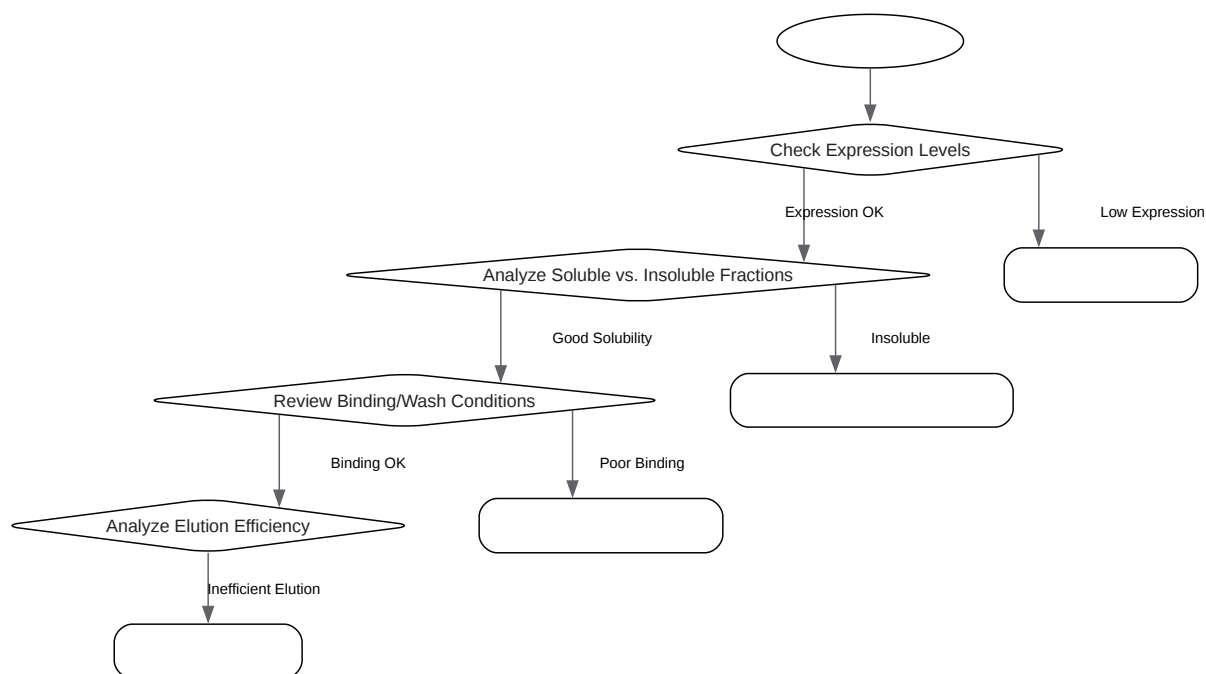 Check Expression Levels
Expression OK
Low Expression
Analyze Soluble vs. Insoluble Fractions
Good Solubility
Insoluble
Review Binding/Wash Conditions
Binding OK
Poor Binding
Analyze Elution Efficiency
Inefficient Elution